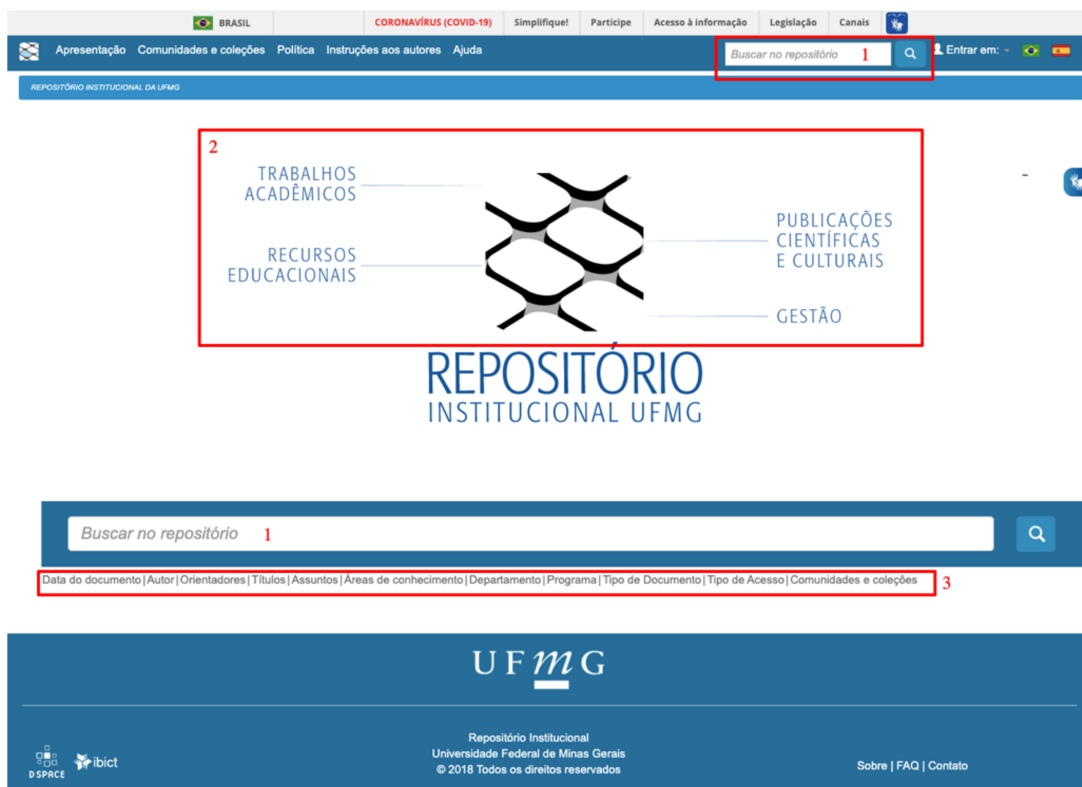 BRASIL CORONAVÍRUS (COVID-19) Simplifique! Participe Acesso à informação Legislação Canais
Apresentação Comunidades e coleções Política Instruções aos autores Ajuda Buscar no repositório 1 Entrar em:
REPOSITÓRIO INSTITUCIONAL DA UFMG
2
TRABALHOS
ACADÊMICOS
PUBLICAÇÕES
CIENTÍFICAS
E CULTURAIS
RECURSOS
EDUCACIONAIS
GESTÃO
REPOSITÓRIO
INSTITUCIONAL UFMG
Buscar no repositório 1
Data do documento|Autor|Orientadores|Títulos|Assuntos|Áreas de conhecimento|Departamento|Programa|Tipo de Documento|Tipo de Acesso|Comunidades e coleções 3
UFmG
Repositório Institucional
Universidade Federal de Minas Gerais
© 2018 Todos os direitos reservados
DSPACE ibict
Sobre | FAQ | Contato